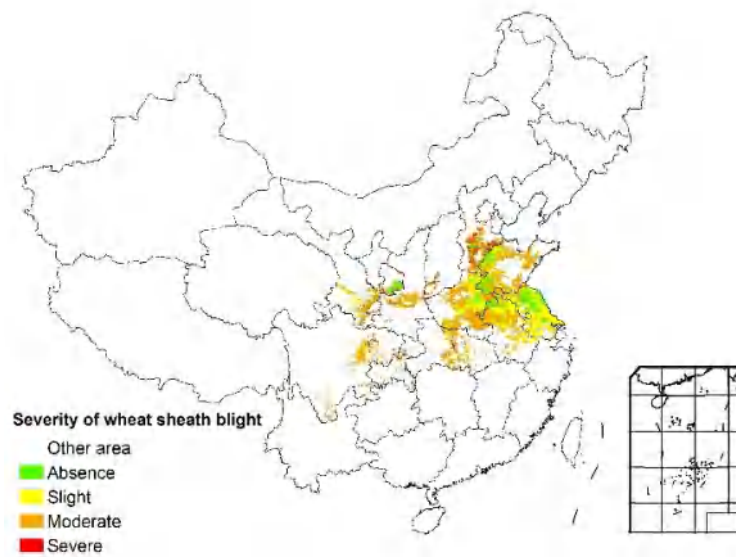 Severity of wheat sheath blight
Other area
Absence
Slight
Moderate
Severe